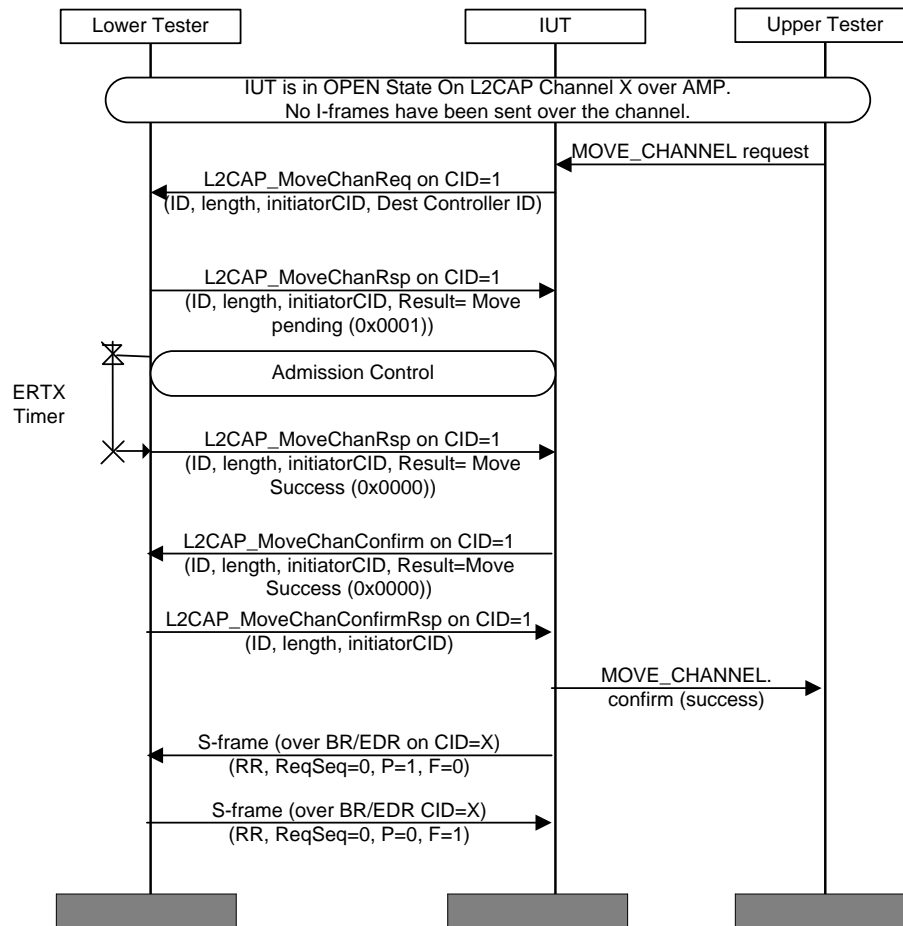 Lower Tester
IUT
Upper Tester
IUT is in OPEN State On L2CAP Channel X over AMP.
No I-frames have been sent over the channel.
MOVE_CHANNEL request
L2CAP_MoveChanReq on CID=1
(ID, length, initiatorCID, Dest Controller ID)
L2CAP_MoveChanRsp on CID=1
(ID, length, initiatorCID, Result= Move
pending (0x0001))
Admission Control
ERTX
Timer
L2CAP_MoveChanRsp on CID=1
(ID, length, initiatorCID, Result= Move
Success (0x0000))
L2CAP_MoveChanConfirm on CID=1
(ID, length, initiatorCID, Result=Move
Success (0x0000))
L2CAP_MoveChanConfirmRsp on CID=1
(ID, length, initiatorCID)
MOVE_CHANNEL.
confirm (success)
S-frame (over BR/EDR on CID=X)
(RR, ReqSeq=0, P=1, F=0)
S-frame (over BR/EDR CID=X)
(RR, ReqSeq=0, P=0, F=1)